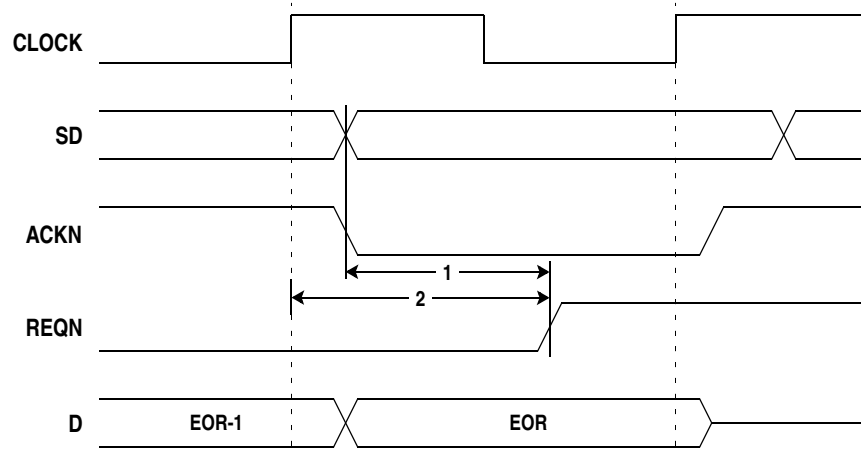 CLOCK
SD
ACKN
1
2
REQN
D EOR-1 EOR